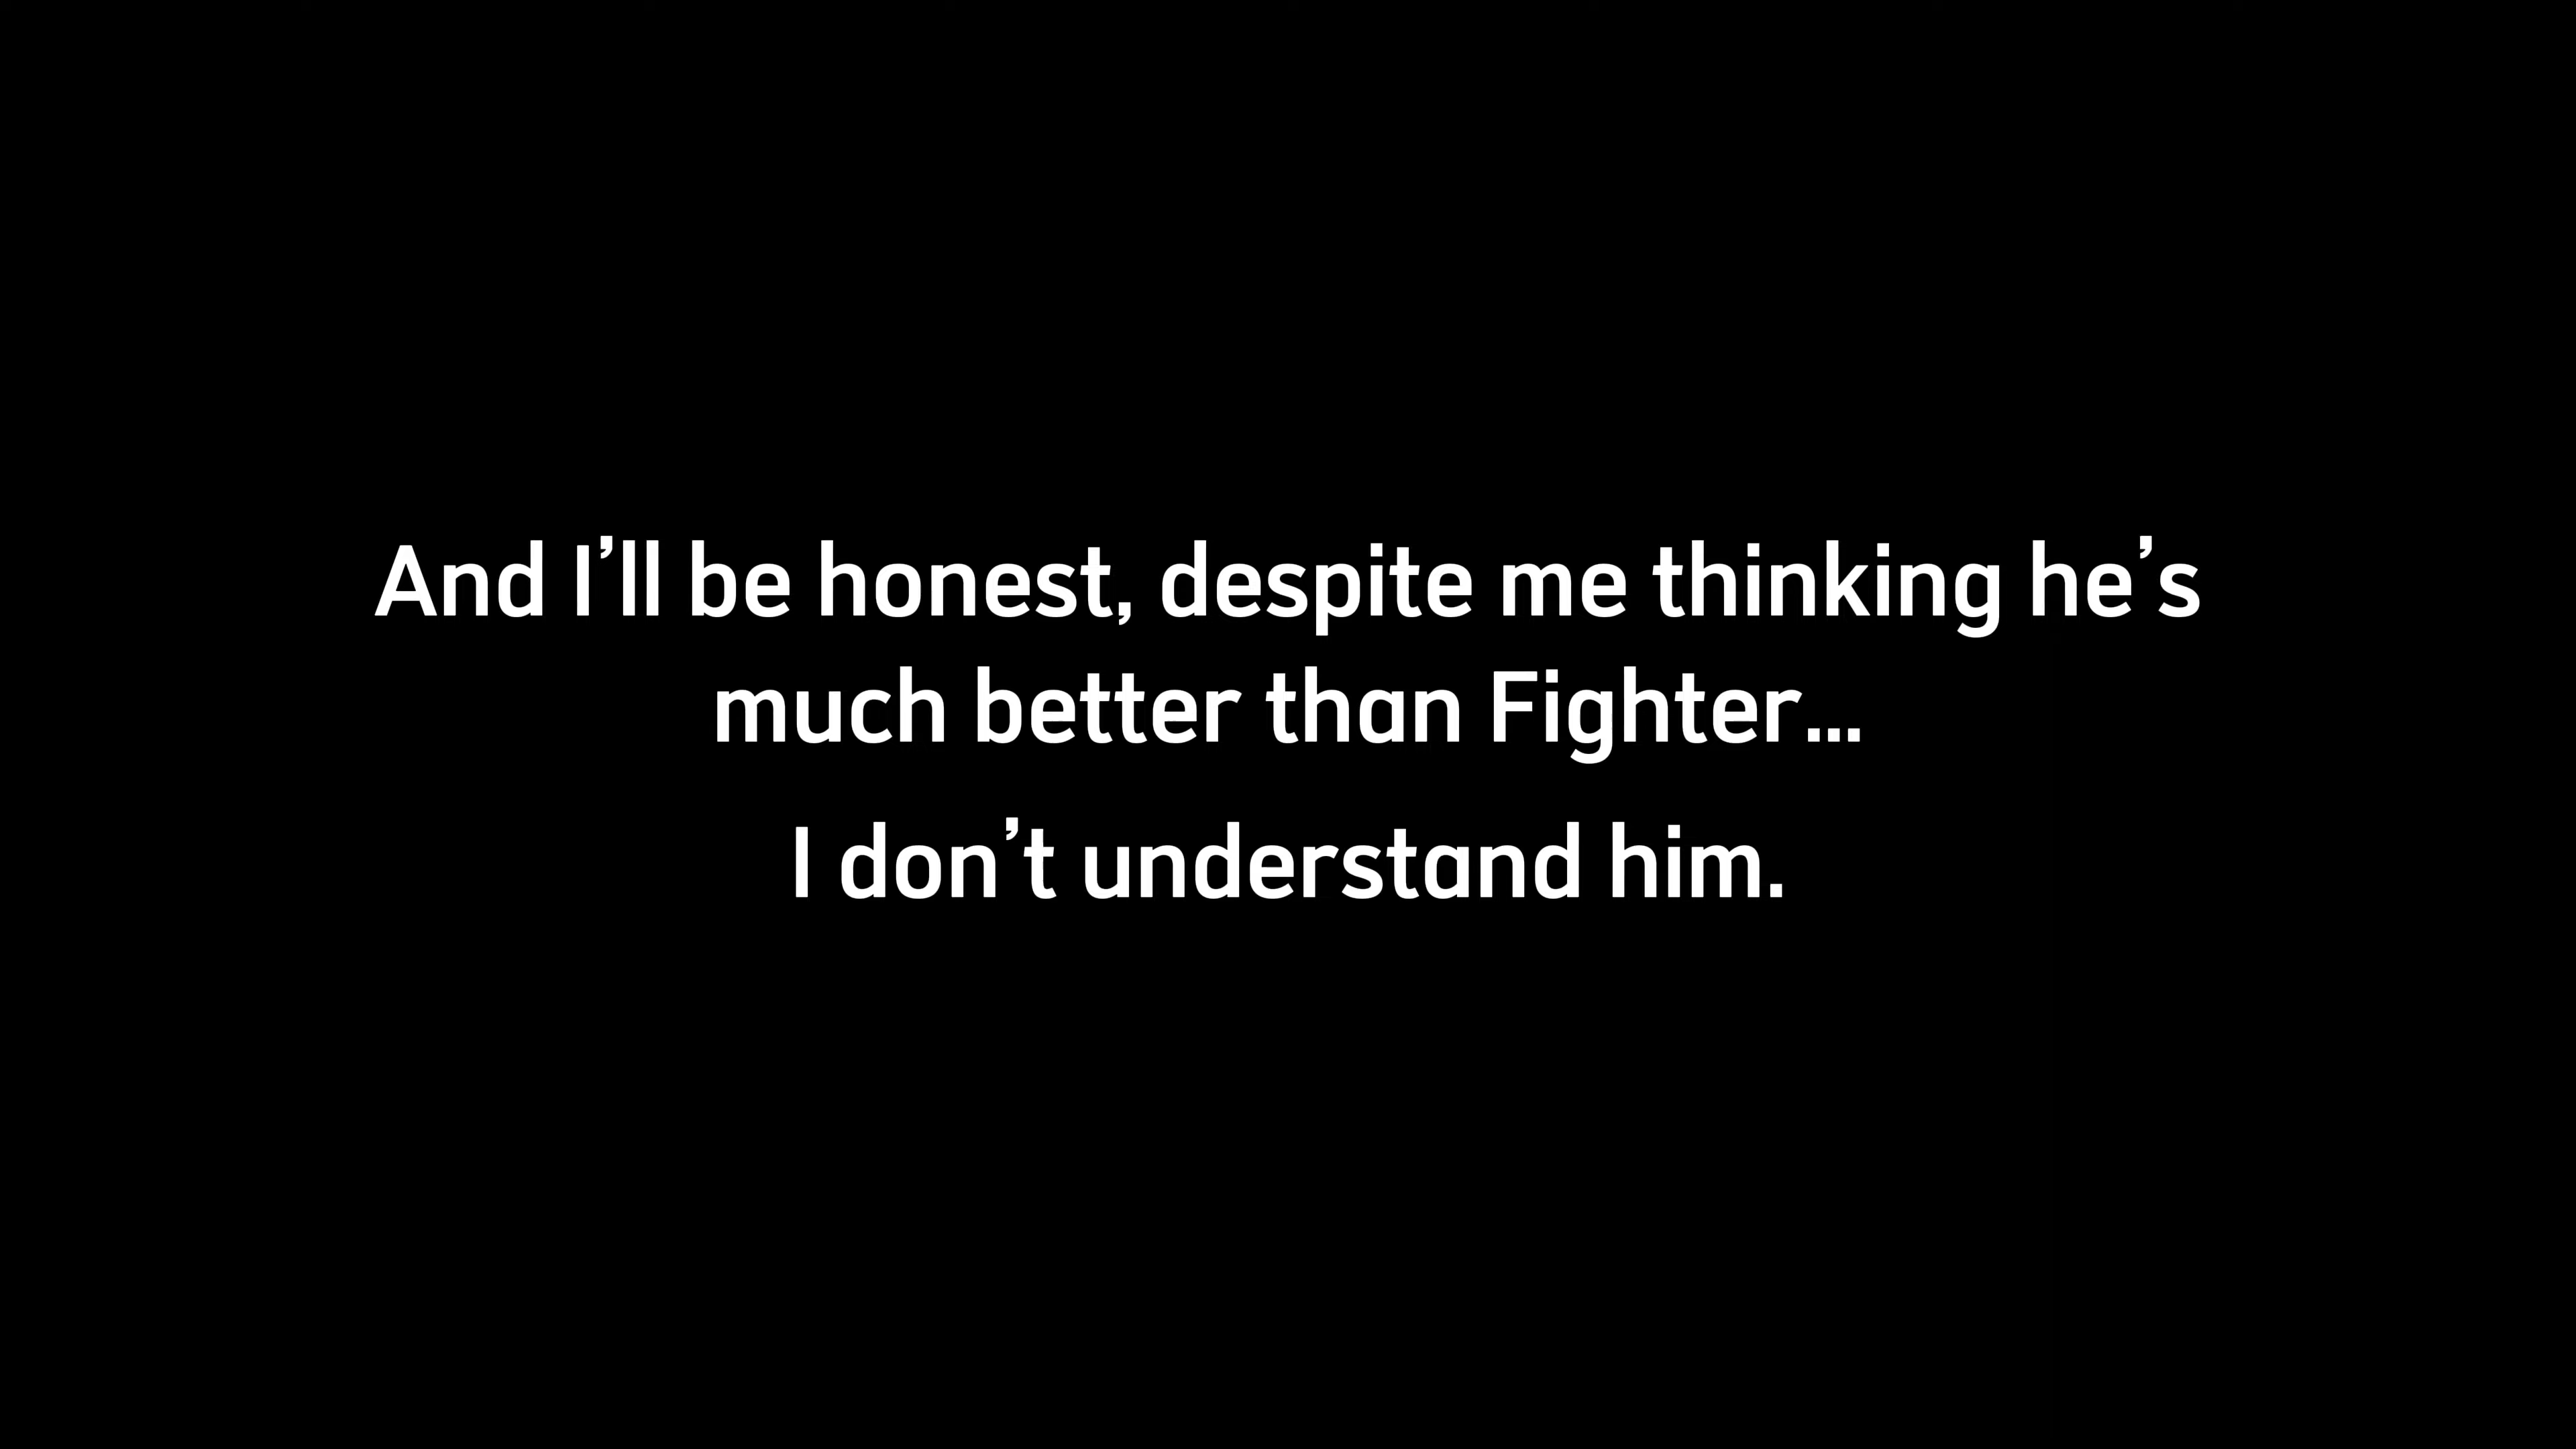 And I’ll be honest, despite me thinking he’s
much better than Fighter...
I don’t understand him.